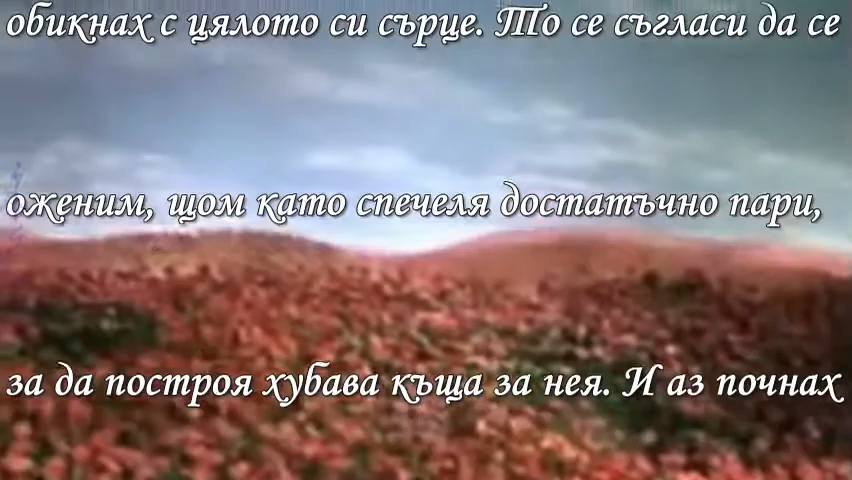 обикнах с цялото си сърце. То се съгласи да се
оженим, щом като спечеля достатъчно пари,
за да построя хубава къща за нея. И аз почнах